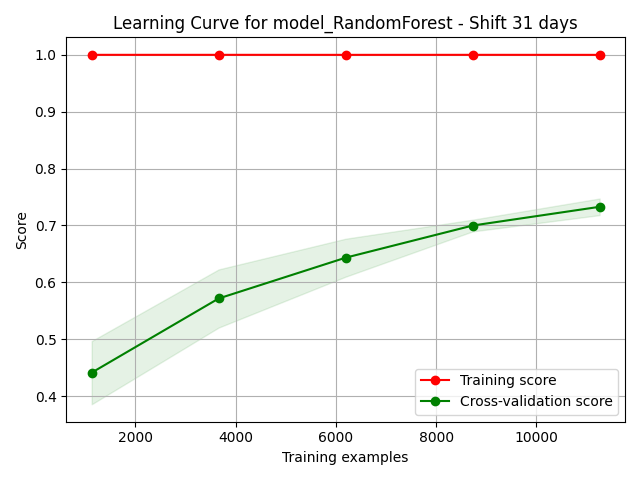 Learning Curve for model_RandomForest - Shift 31 days
Score
1.0
0.9
0.8
0.7
0.6
0.5
0.4
Training score
Cross-validation score
2000 4000 6000 8000 10000
Training examples